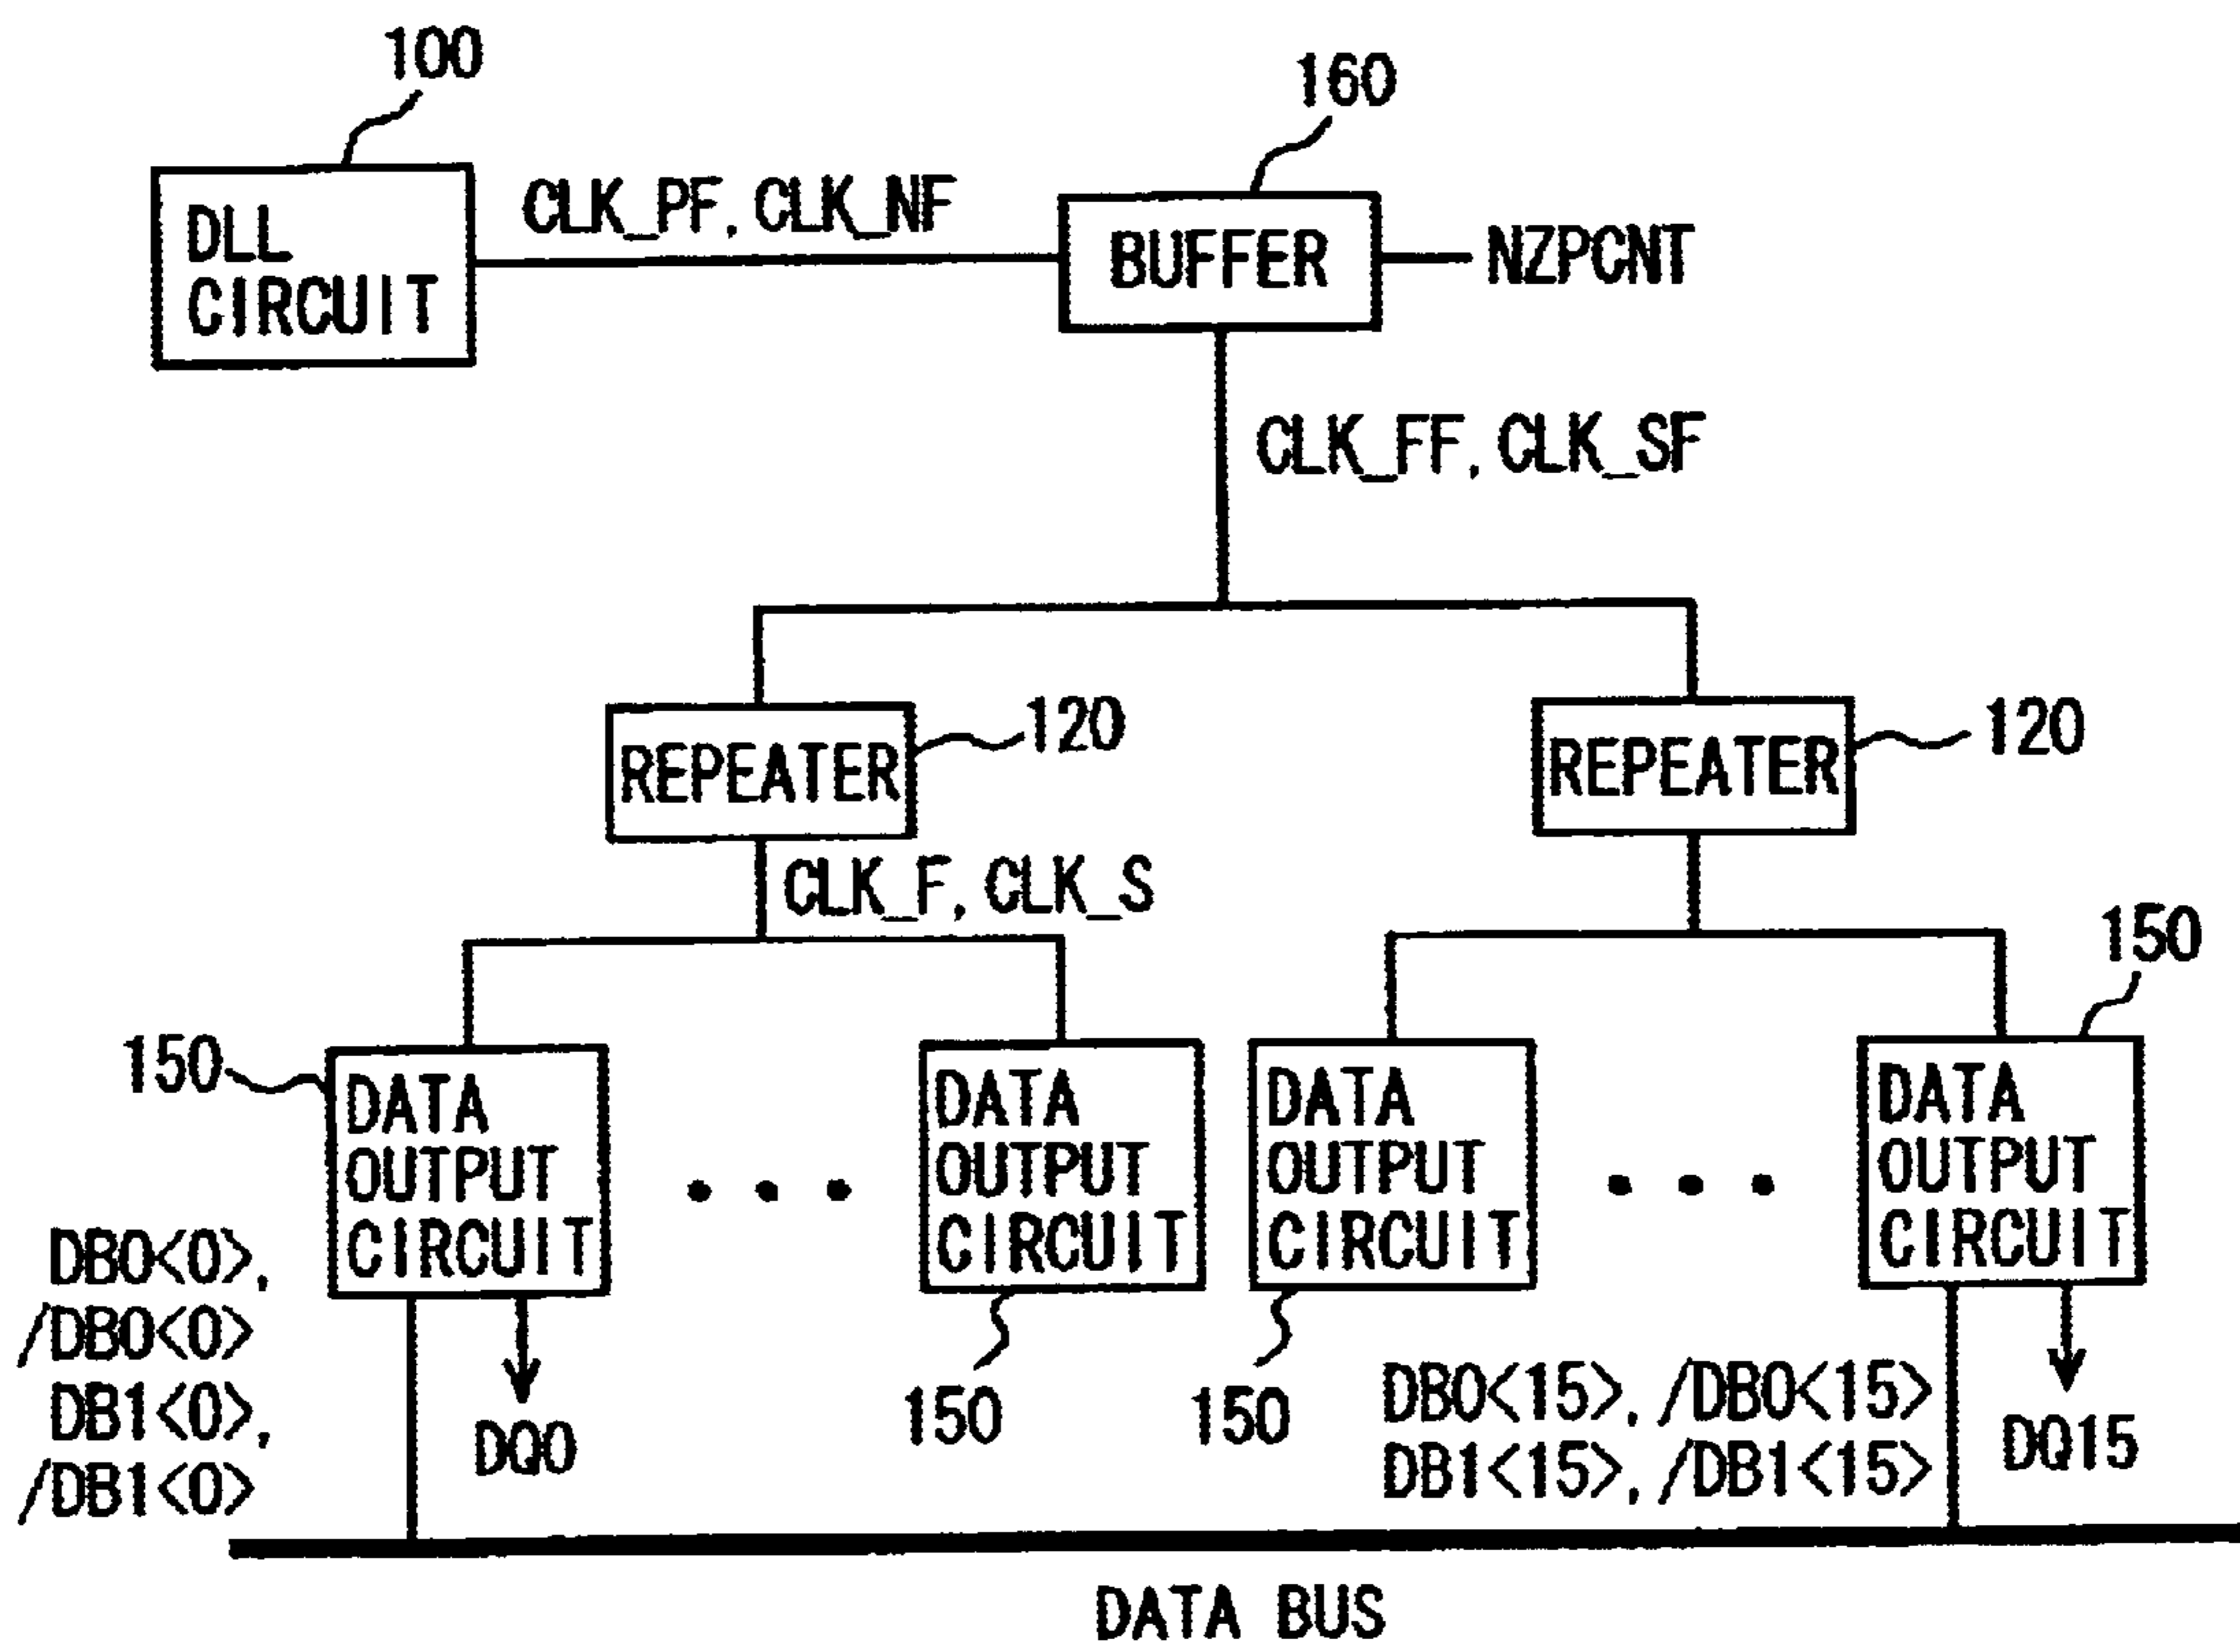 100
160
DLL
CIRCUIT
CLK_PF, CLK_NF
BUFFER
NZPCNT
CLK_FF, CLK_SF
REPEATER
120
REPEATER
120
CLK_F, CLK_S
150
150
DATA
OUTPUT
CIRCUIT
DATA
OUTPUT
CIRCUIT
DATA
OUTPUT
CIRCUIT
DATA
OUTPUT
CIRCUIT
DB0<0>,
/DB0<0>
DB1<0>,
/DB1<0>
DQ0
150
150
DB0<15>, /DB0<15>
DB1<15>, /DB1<15>
DQ15
DATA BUS